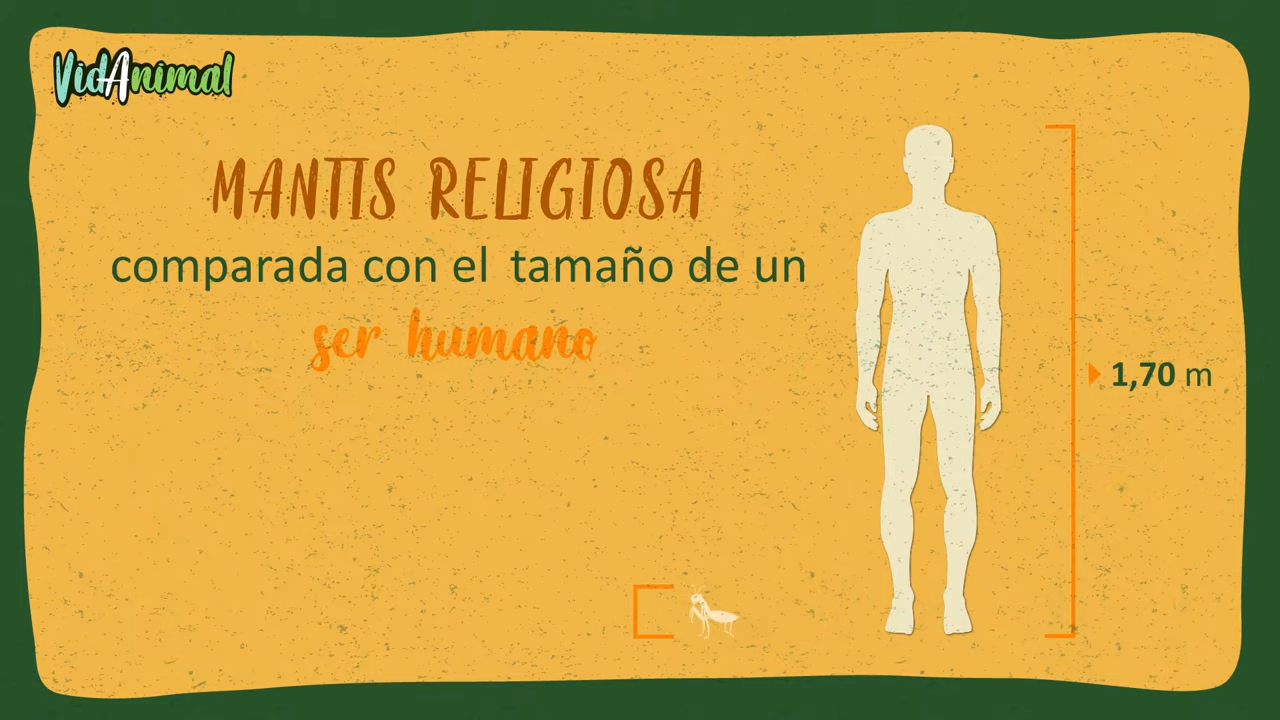 VidAnimal
MANTIS RELIGIOSA
comparada con el tamaño de un
ser humano
1,70 m